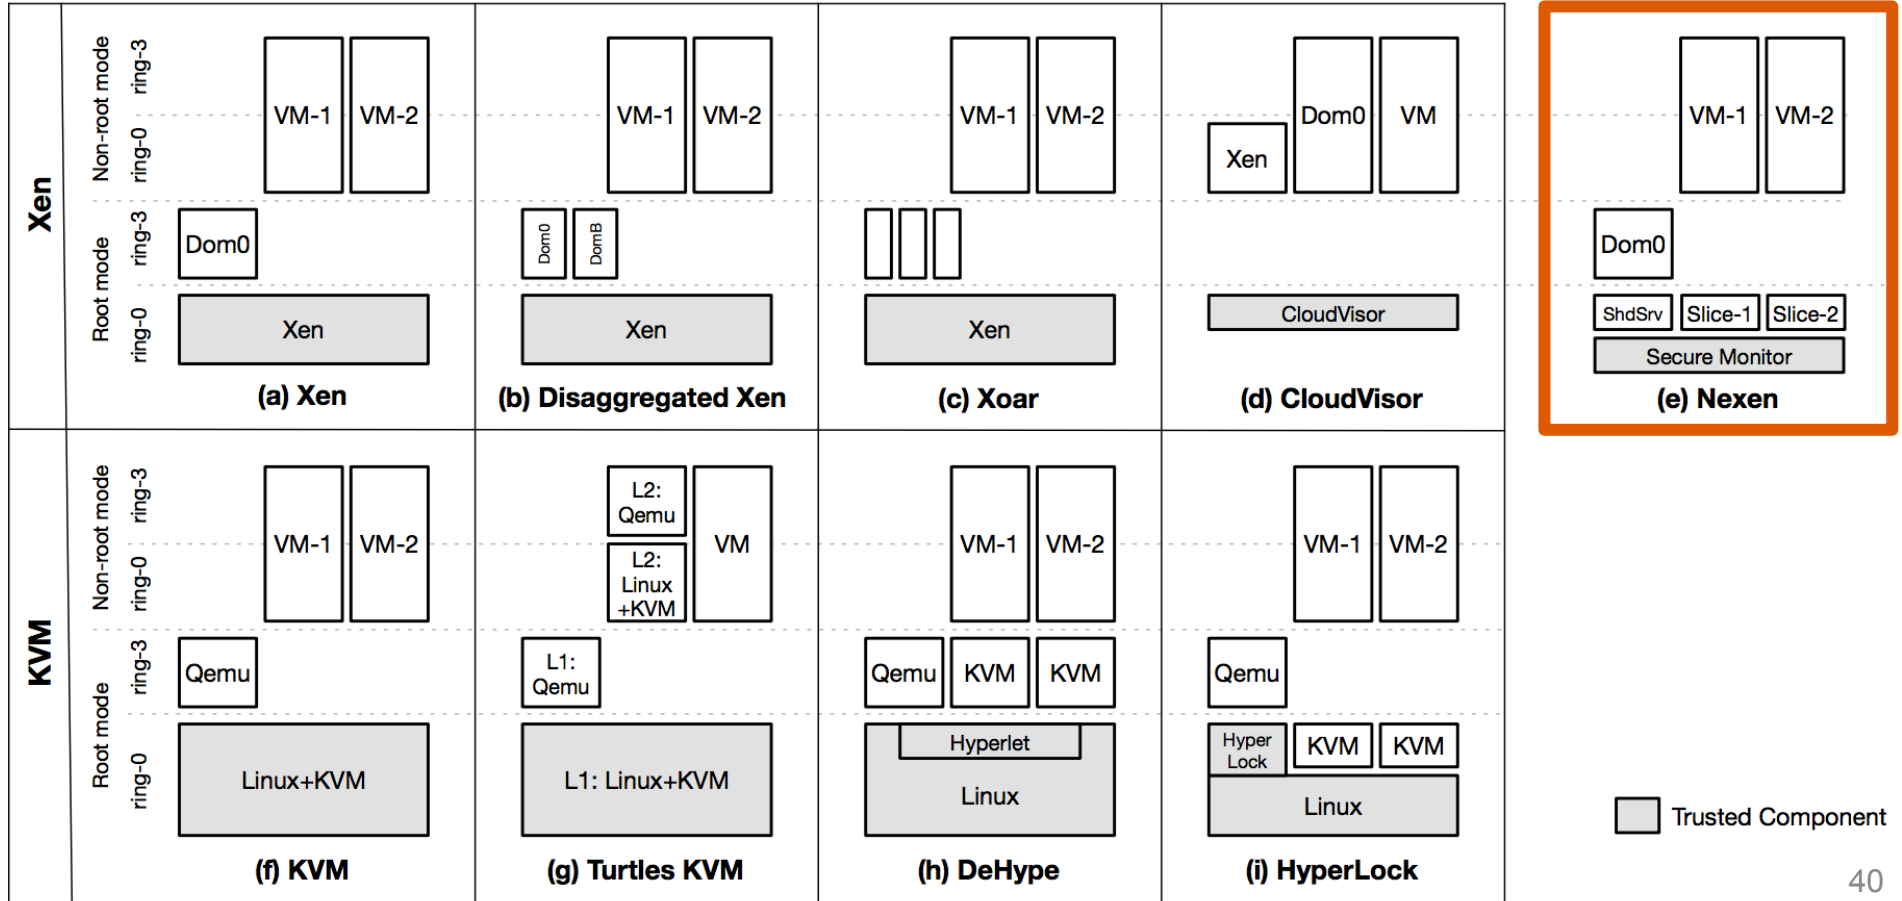 Xen
Non-root mode
ring-3
ring-0
Root mode
ring-3
ring-0
VM-1
VM-2
Dom0
Xen
(a) Xen
VM-1
VM-2
Dom0
DomB
Xen
(b) Disaggregated Xen
VM-1
VM-2
Xen
(c) Xoar
Xen
Dom0
VM
CloudVisor
(d) CloudVisor
VM-1
VM-2
Dom0
ShdSrv
Slice-1
Slice-2
Secure Monitor
(e) Nexen
KVM
Non-root mode
ring-3
ring-0
Root mode
ring-3
ring-0
VM-1
VM-2
Qemu
Linux+KVM
(f) KVM
L2:
Qemu
L2:
Linux
+KVM
VM
L1:
Qemu
L1: Linux+KVM
(g) Turtles KVM
VM-1
VM-2
Qemu
KVM
KVM
Hyperlet
Linux
(h) DeHype
VM-1
VM-2
Qemu
Hyper
Lock
KVM
KVM
Linux
(i) HyperLock
Trusted Component
40